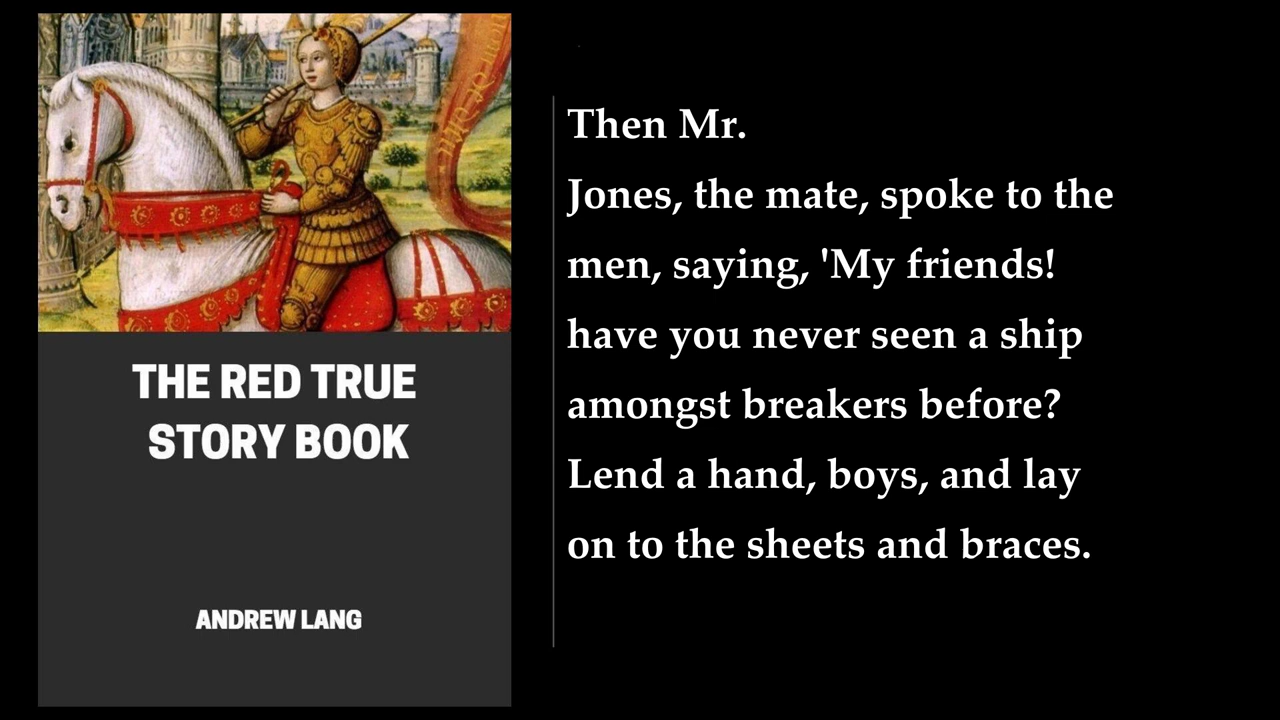 THE RED TRUE
STORY BOOK
ANDREW LANG
Then Mr.
Jones, the mate, spoke to the
men, saying, 'My friends!
have you never seen a ship
amongst breakers before?
Lend a hand, boys, and lay
on to the sheets and braces.